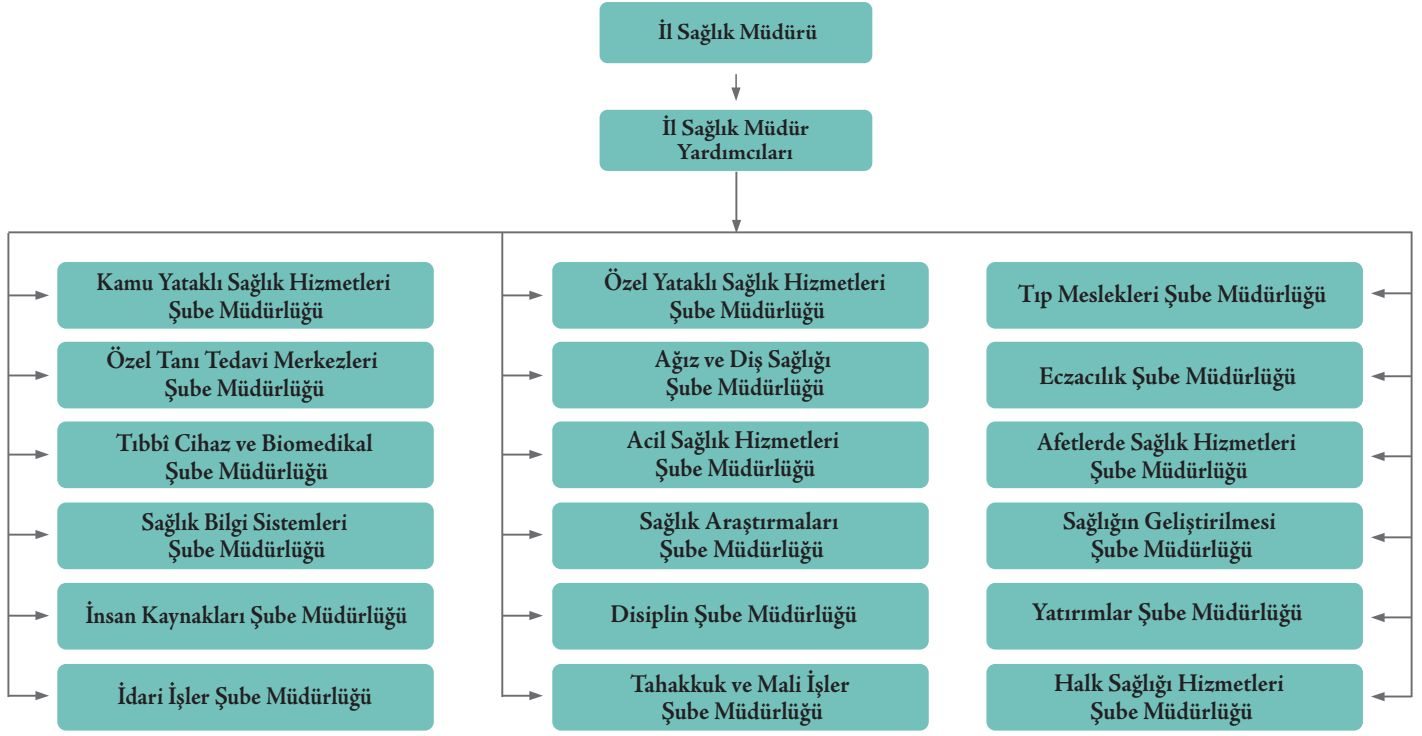 İl Sağlık Müdürü
İl Sağlık Müdür
Yardımcıları
Kamu Yataklı Sağlık Hizmetleri
Şube Müdürlüğü
Özel Yataklı Sağlık Hizmetleri
Şube Müdürlüğü
Tıp Meslekleri Şube Müdürlüğü
Özel Tanı Tedavi Merkezleri
Şube Müdürlüğü
Ağız ve Diş Sağlığı
Şube Müdürlüğü
Eczacılık Şube Müdürlüğü
Tıbbî Cihaz ve Biomedikal
Şube Müdürlüğü
Acil Sağlık Hizmetleri
Şube Müdürlüğü
Afetlerde Sağlık Hizmetleri
Şube Müdürlüğü
Sağlık Bilgi Sistemleri
Şube Müdürlüğü
Sağlık Araştırmaları
Şube Müdürlüğü
Sağlığın Geliştirilmesi
Şube Müdürlüğü
İnsan Kaynakları Şube Müdürlüğü
Disiplin Şube Müdürlüğü
Yatırımlar Şube Müdürlüğü
İdari İşler Şube Müdürlüğü
Tahakkuk ve Mali İşler
Şube Müdürlüğü
Halk Sağlığı Hizmetleri
Şube Müdürlüğü